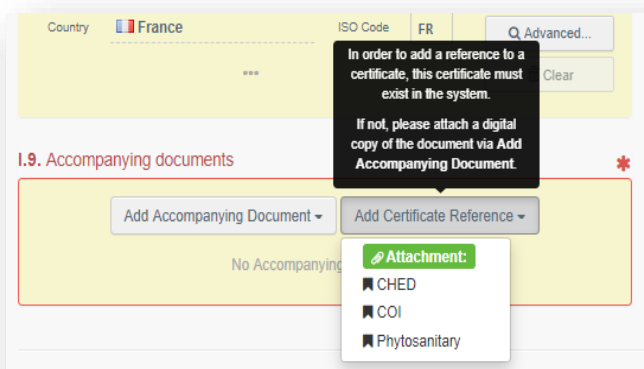 Country France ISO Code FR Advanced...
In order to add a reference to a
certificate, this certificate must
exist in the system.
If not, please attach a digital
copy of the document via Add
Accompanying Document.
Clear
I.9. Accompanying documents *
Add Accompanying Document Add Certificate Reference
No Accompanying
Attachment:
CHED
COI
Phytosanitary